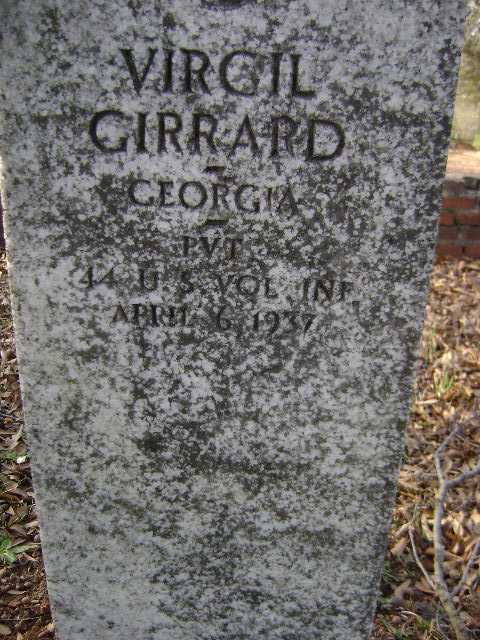 VIRGIL
GIRRARD
GEORGIA
PVT
44 U S VOL INF
APRIL 6 1937